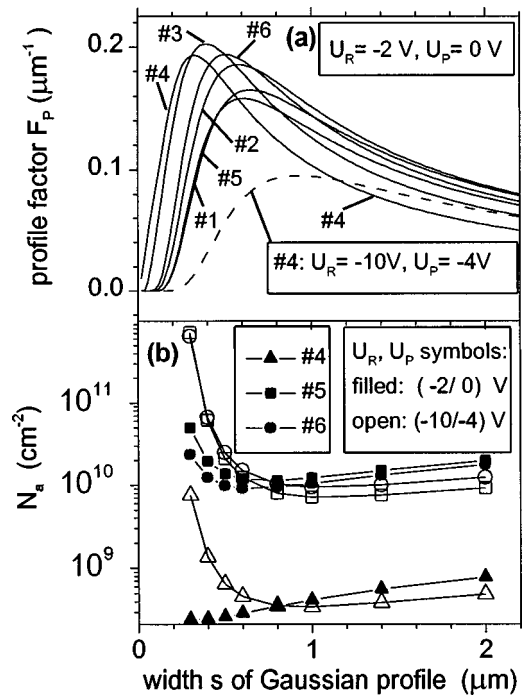 (a)
U_R= -2 V, U_P= 0 V
#3
#6
#4
#2
#5
#1
#4
#4: U_R= -10V, U_P= -4V
profile factor F_P (μm⁻¹)
0.2
0.1
0.0
(b)
#4
#5
#6
U_R, U_P symbols:
filled: (-2/ 0) V
open: (-10/-4) V
N_a (cm⁻²)
10¹¹
10¹⁰
10⁹
0 1 2
width s of Gaussian profile (μm)